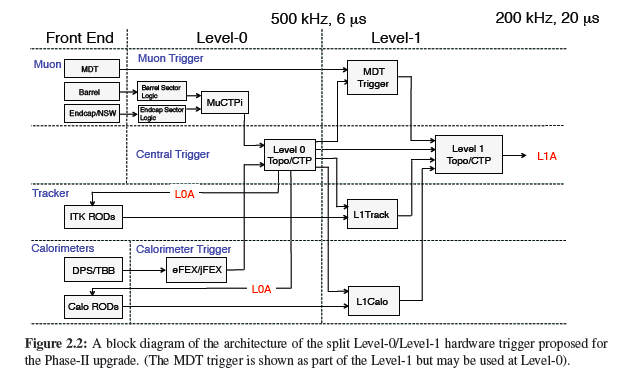 500 kHz, 6 µs
200 kHz, 20 µs
Front End
Level-0
Level-1
Muon
Muon Trigger
MDT
MDT
Trigger
Barrel
Barrel Sector
Logic
MuCTPi
Endcap/NSW
Endcap Sector
Logic
Central Trigger
Level 0
Topo/CTP
Level 1
Topo/CTP
L1A
Tracker
L0A
ITK RODs
L1Track
Calorimeters
Calorimeter Trigger
DPS/TBB
eFEX/jFEX
L0A
Calo RODs
L1Calo
Figure 2.2: A block diagram of the architecture of the split Level-0/Level-1 hardware trigger proposed for
the Phase-II upgrade. (The MDT trigger is shown as part of the Level-1 but may be used at Level-0).